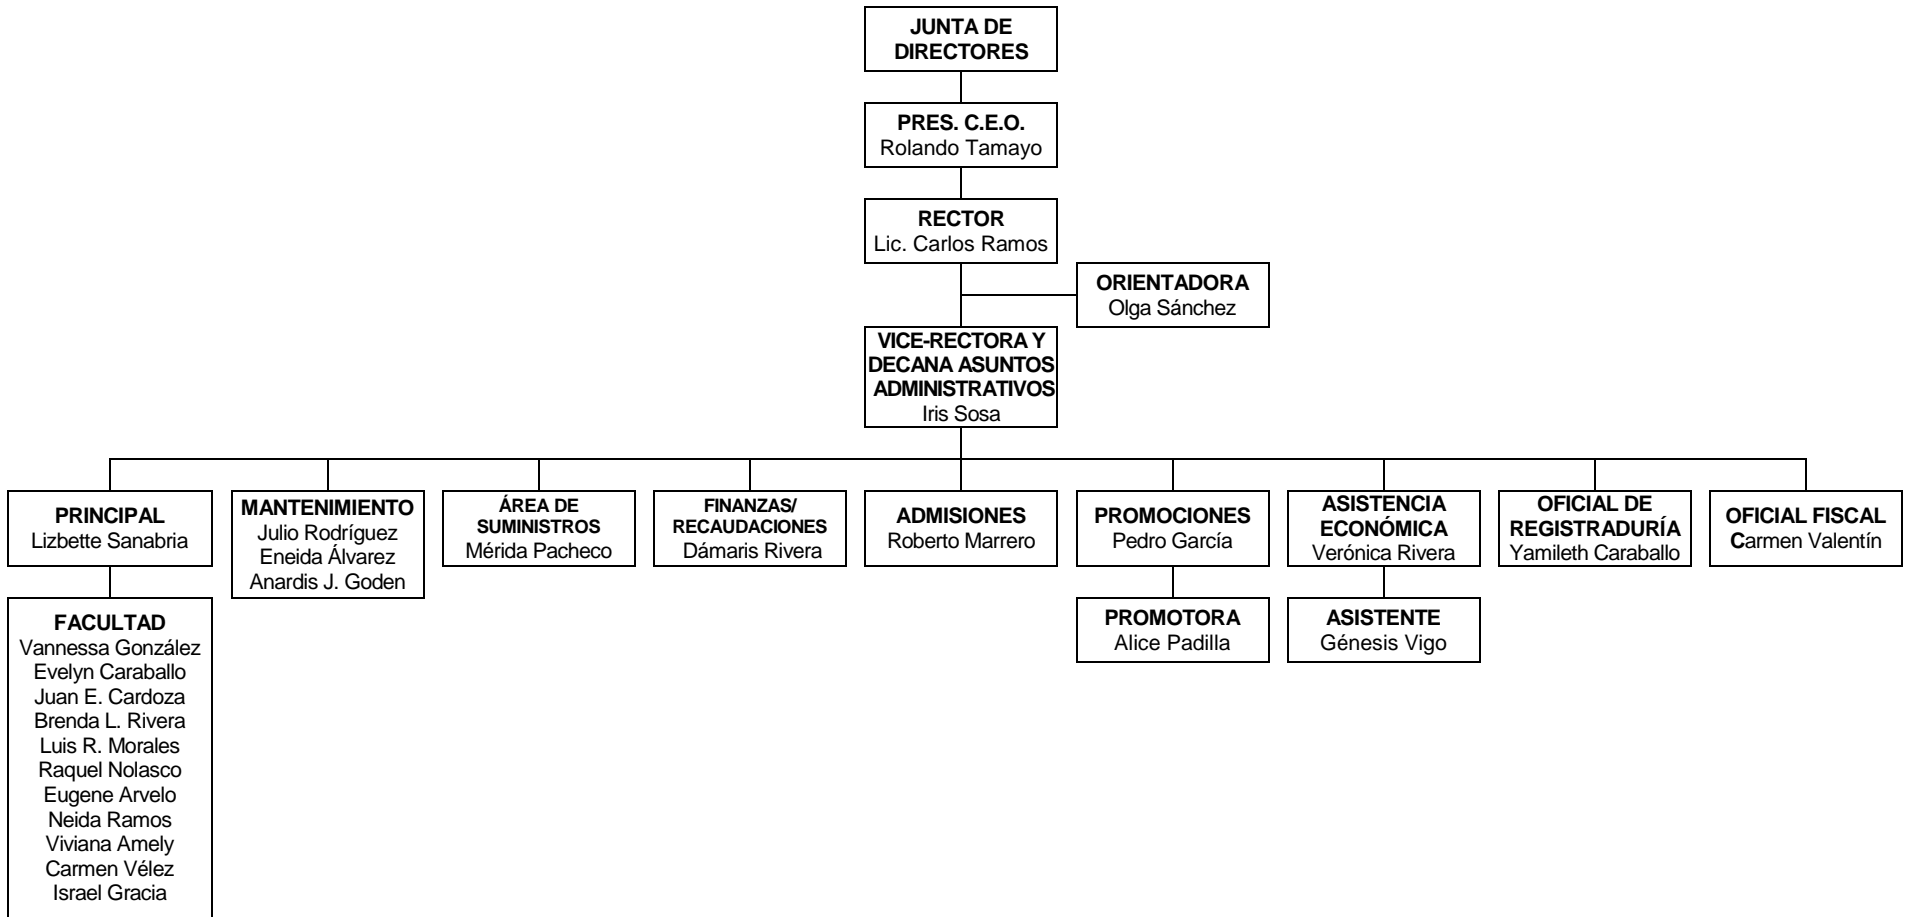 JUNTA DE
DIRECTORES
PRES. C.E.O.
Rolando Tamayo
RECTOR
Lic. Carlos Ramos
ORIENTADORA
Olga Sánchez
VICE-RECTORA Y
DECANA ASUNTOS
ADMINISTRATIVOS
Iris Sosa
PRINCIPAL
Lizbette Sanabria
MANTENIMIENTO
Julio Rodríguez
Eneida Álvarez
Anardis J. Goden
ÁREA DE
SUMINISTROS
Mérida Pacheco
FINANZAS/
RECAUDACIONES
Dámaris Rivera
ADMISIONES
Roberto Marrero
PROMOCIONES
Pedro García
ASISTENCIA
ECONÓMICA
Verónica Rivera
OFICIAL DE
REGISTRADURÍA
Yamileth Caraballo
OFICIAL FISCAL
Carmen Valentín
FACULTAD
Vannessa González
Evelyn Caraballo
Juan E. Cardoza
Brenda L. Rivera
Luis R. Morales
Raquel Nolasco
Eugene Arvelo
Neida Ramos
Viviana Amely
Carmen Vélez
Israel Gracia
PROMOTORA
Alice Padilla
ASISTENTE
Génesis Vigo